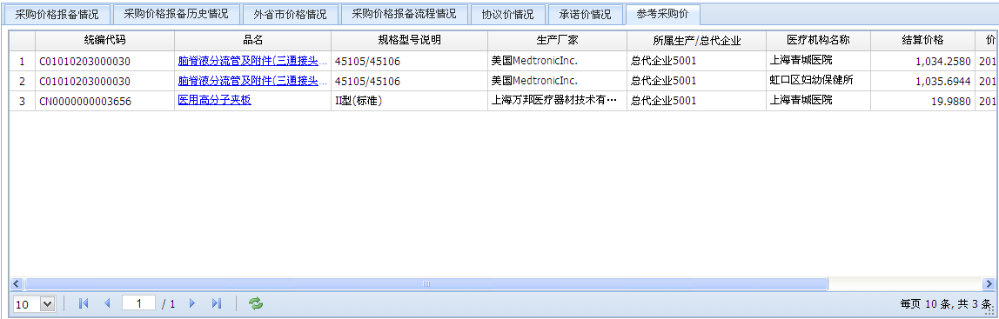 采购价格报备情况 采购价格报备历史情况 外省市价格情况 采购价格报备流程情况 协议价情况 承诺价情况 参考采购价
统编代码 品名 规格型号说明 生产厂家 所属生产/总代企业 医疗机构名称 结算价格 价
1 C01010203000030 脑脊液分流管及附件(三通接头... 45105/45106 美国MedtronicInc. 总代企业5001 上海青城医院 1,034.2580 201
2 C01010203000030 脑脊液分流管及附件(三通接头... 45105/45106 美国MedtronicInc. 总代企业5001 虹口区妇幼保健所 1,035.6944 201
3 CN0000000003656 医用高分子夹板 II型(标准) 上海万邦医疗器材技术有... 总代企业5001 上海青城医院 19.9880 201
10 1 / 1 每页 10 条, 共 3 条